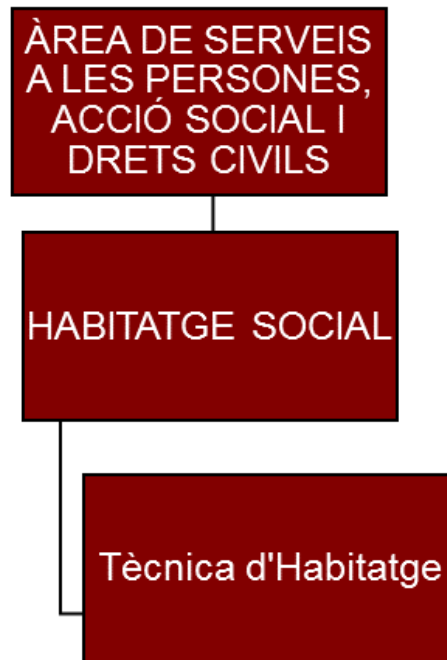 ÀREA DE SERVEIS
A LES PERSONES,
ACCIÓ SOCIAL I
DRETS CIVILS
HABITATGE SOCIAL
Tècnica d'Habitatge